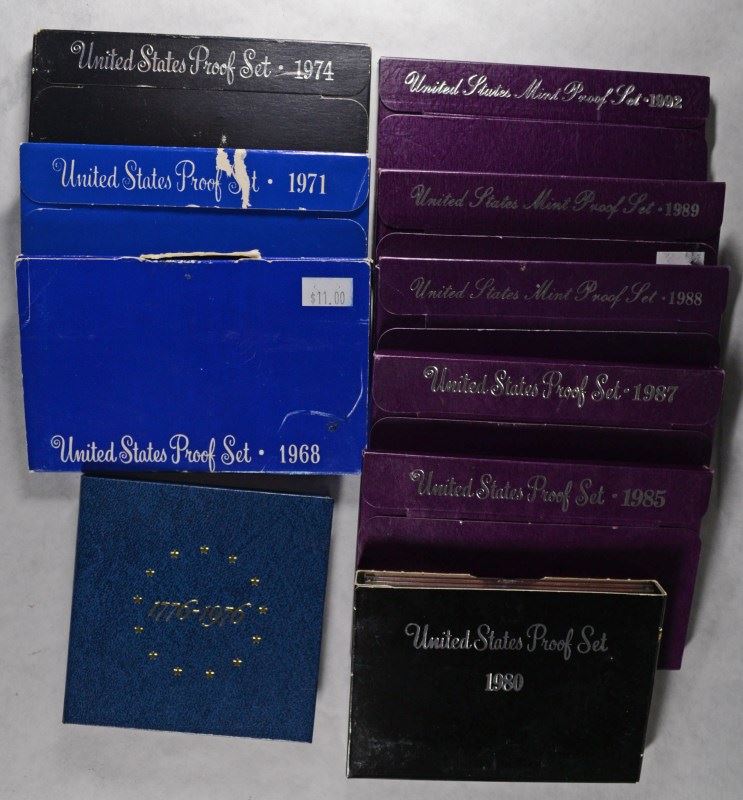 United States Proof Set · 1974
United States Proof Set · 1971
$11.00
United States Proof Set · 1968
1776-1976
United States Mint Proof Set · 1992
United States Mint Proof Set · 1989
United States Mint Proof Set · 1988
United States Proof Set · 1987
United States Proof Set · 1985
United States Proof Set
1980